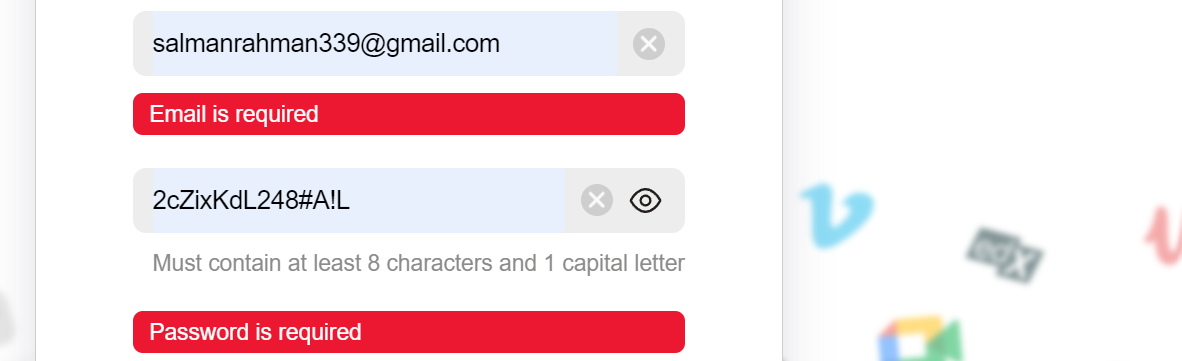 salmanrahman339@gmail.com
Email is required
2cZixKdL248#A!L
Must contain at least 8 characters and 1 capital letter
Password is required